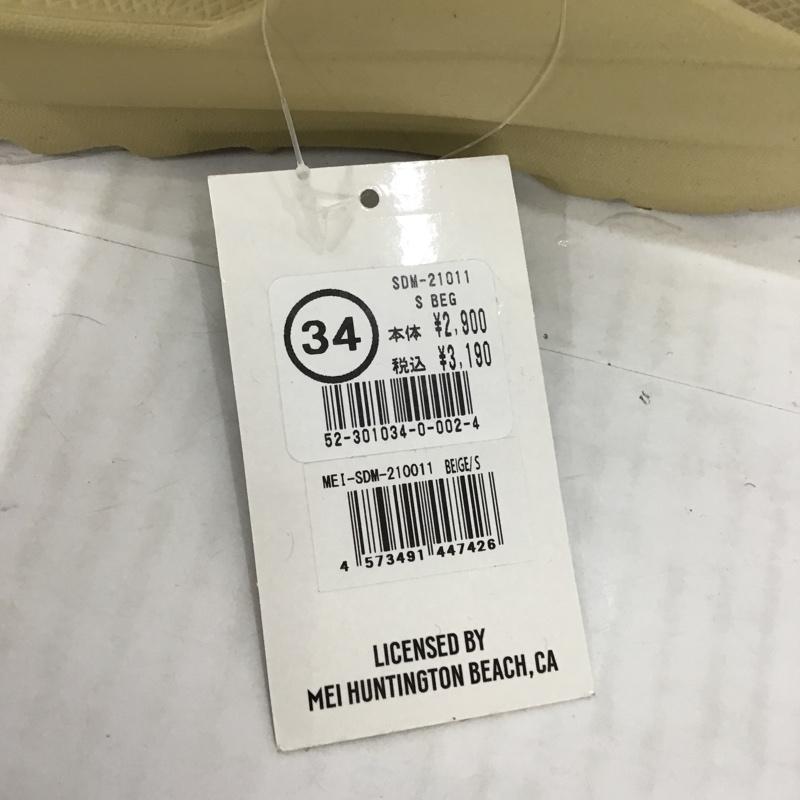 34
SDM-21011
S BEG
本体 ¥2,900
税込 ¥3,190
52-301034-0-002-4
MEI-SDM-210011 BEIGE/S
4 573491 447426
LICENSED BY
MEI HUNTINGTON BEACH, CA